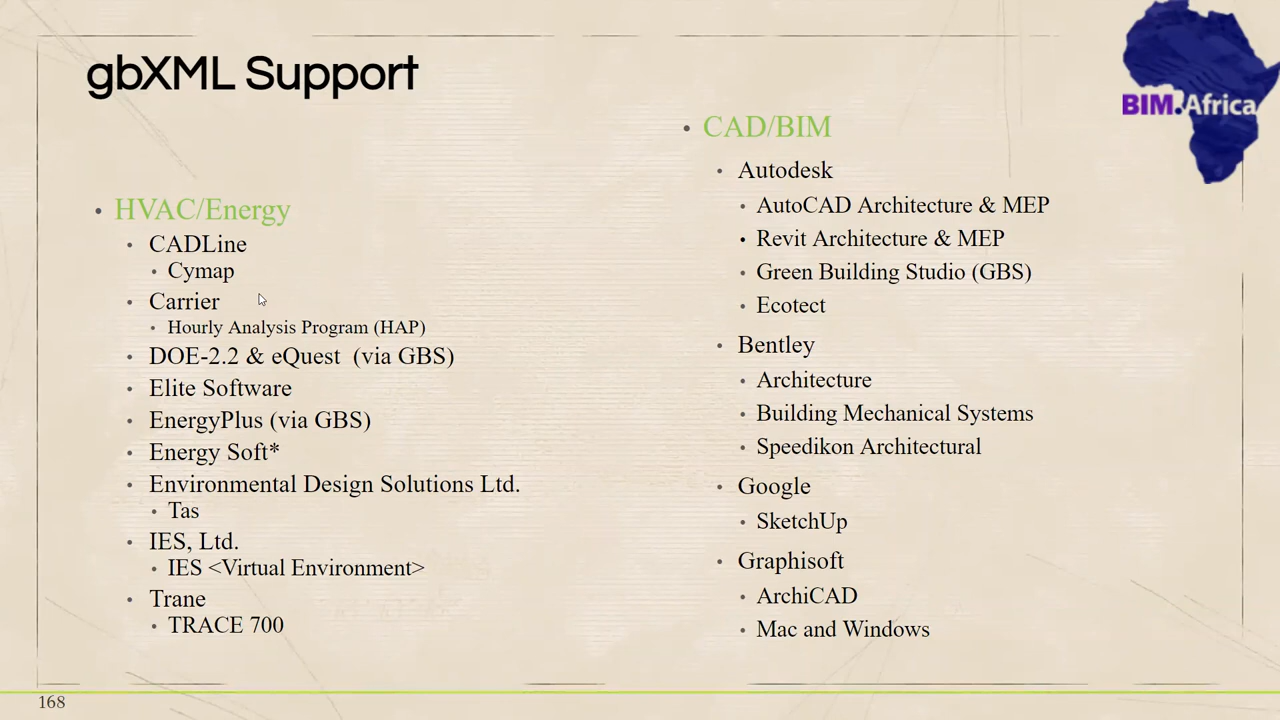 gbXML Support
BIM.Africa
• HVAC/Energy
• CADLine
• Cymap
• Carrier
• Hourly Analysis Program (HAP)
• DOE-2.2 & eQuest (via GBS)
• Elite Software
• EnergyPlus (via GBS)
• Energy Soft*
• Environmental Design Solutions Ltd.
• Tas
• IES, Ltd.
• IES <Virtual Environment>
• Trane
• TRACE 700
• CAD/BIM
• Autodesk
• AutoCAD Architecture & MEP
• Revit Architecture & MEP
• Green Building Studio (GBS)
• Ecotect
• Bentley
• Architecture
• Building Mechanical Systems
• Speedikon Architectural
• Google
• SketchUp
• Graphisoft
• ArchiCAD
• Mac and Windows
168